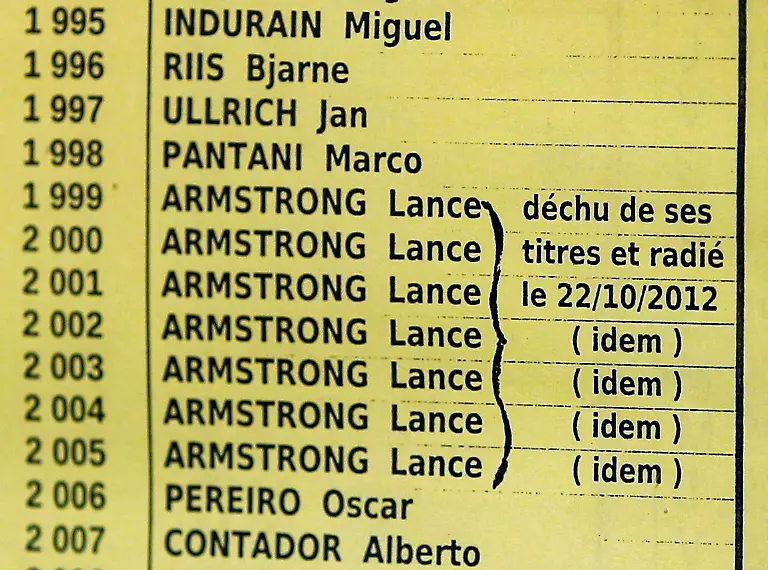 1 995 INDURAIN Miguel
1 996 RIIS Bjarne
1 997 ULLRICH Jan
1 998 PANTANI Marco
1 999 ARMSTRONG Lance déchu de ses
2 000 ARMSTRONG Lance titres et radié
2 001 ARMSTRONG Lance le 22/10/2012
2 002 ARMSTRONG Lance ( idem )
2 003 ARMSTRONG Lance ( idem )
2 004 ARMSTRONG Lance ( idem )
2 005 ARMSTRONG Lance ( idem )
2 006 PEREIRO Oscar
2 007 CONTADOR Alberto